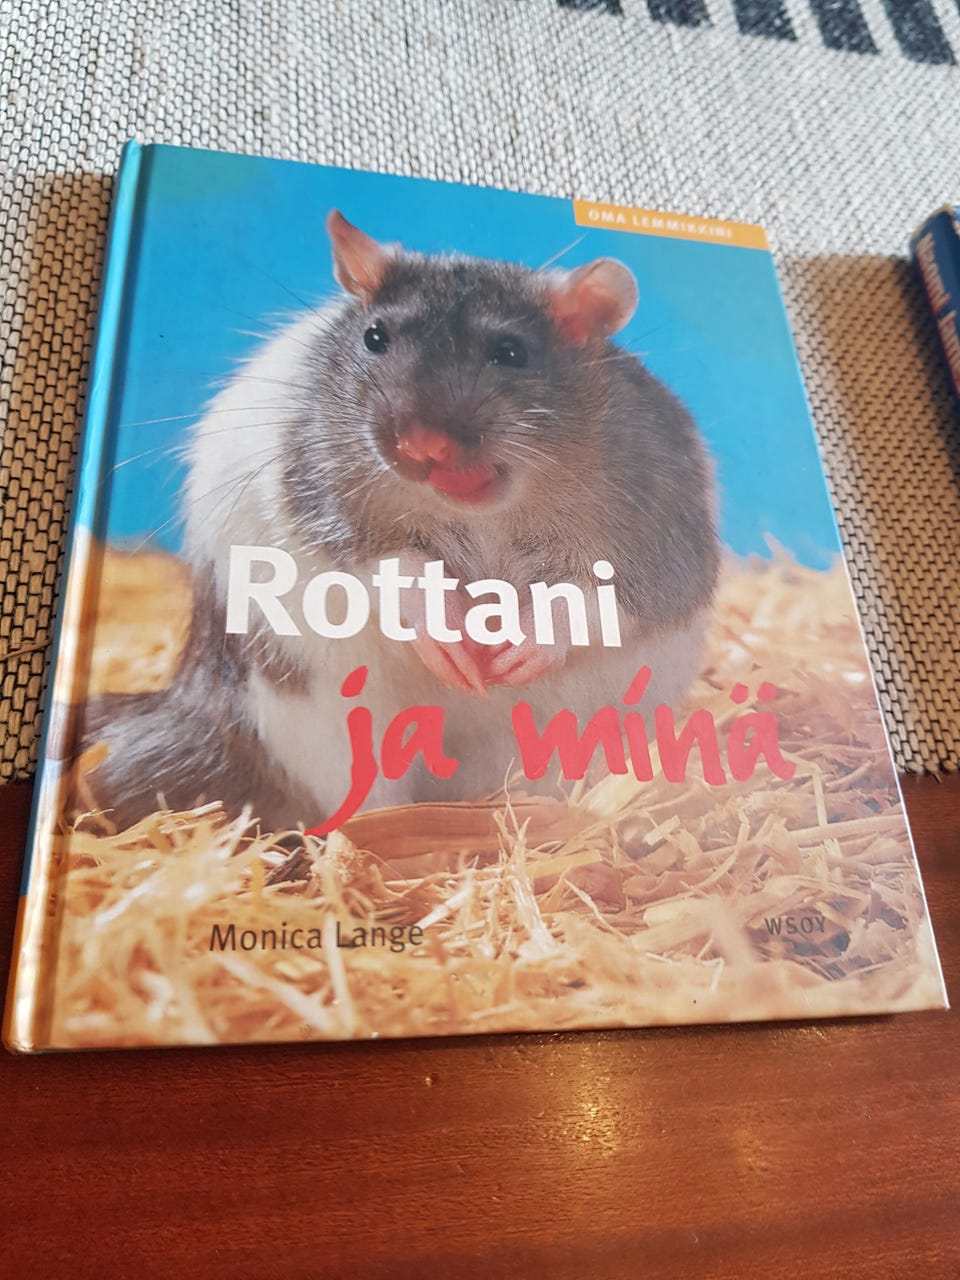 OMA LEMMIKKINI
Rottani
ja minä
Monica Lange
WSOY